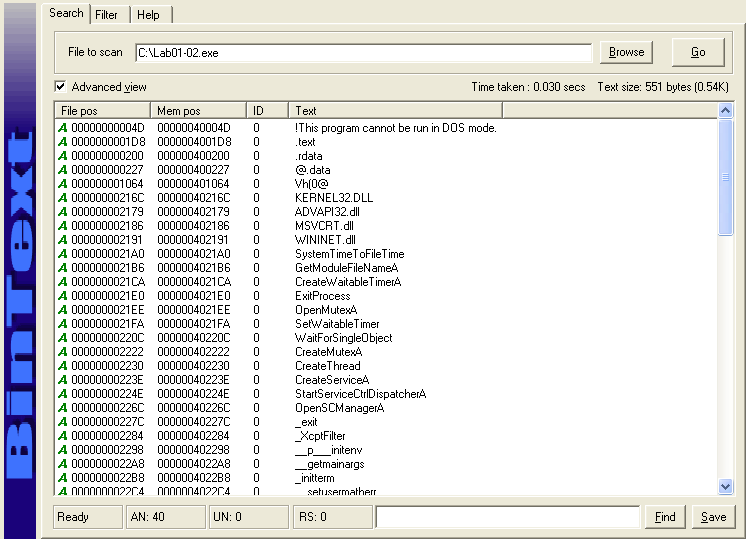 Search Filter Help
BinText
File to scan C:\Lab01-02.exe Browse Go
Advanced view Time taken : 0.030 secs Text size: 551 bytes (0.54K)
File pos Mem pos ID Text
A 00000000004D 00000040004D 0 !This program cannot be run in DOS mode.
A 0000000001D8 0000004001D8 0 .text
A 000000000200 000000400200 0 .rdata
A 000000000227 000000400227 0 @.data
A 000000001064 000000401064 0 Vh(0@
A 00000000216C 00000040216C 0 KERNEL32.DLL
A 000000002179 000000402179 0 ADVAPI32.dll
A 000000002186 000000402186 0 MSVCRT.dll
A 000000002191 000000402191 0 WININET.dll
A 0000000021A0 0000004021A0 0 SystemTimeToFileTime
A 0000000021B6 0000004021B6 0 GetModuleFileNameA
A 0000000021CA 0000004021CA 0 CreateWaitableTimerA
A 0000000021E0 0000004021E0 0 ExitProcess
A 0000000021EE 0000004021EE 0 OpenMutexA
A 0000000021FA 0000004021FA 0 SetWaitableTimer
A 00000000220C 00000040220C 0 WaitForSingleObject
A 000000002222 000000402222 0 CreateMutexA
A 000000002230 000000402230 0 CreateThread
A 00000000223E 00000040223E 0 CreateServiceA
A 00000000224E 00000040224E 0 StartServiceCtrlDispatcherA
A 00000000226C 00000040226C 0 OpenSCManagerA
A 00000000227C 00000040227C 0 _exit
A 000000002284 000000402284 0 _XcptFilter
A 000000002298 000000402298 0 __p___initenv
A 0000000022A8 0000004022A8 0 __getmainargs
A 0000000022B8 0000004022B8 0 _initterm
A 0000000022C4 0000004022C4 0 __setusermatherr
Ready AN: 40 UN: 0 RS: 0 Find Save